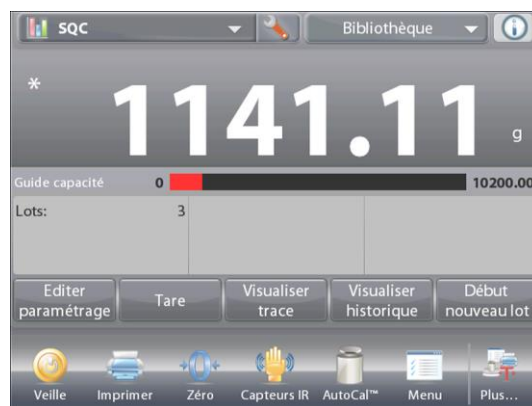 SQC Bibliothèque
* 1141.11 g
Guide capacité 0 10200.00
Lots: 3
Editer paramétrage
Tare
Visualiser trace
Visualiser historique
Début nouveau lot
Veille Imprimer Zéro Capteurs IR AutoCal™ Menu Plus...